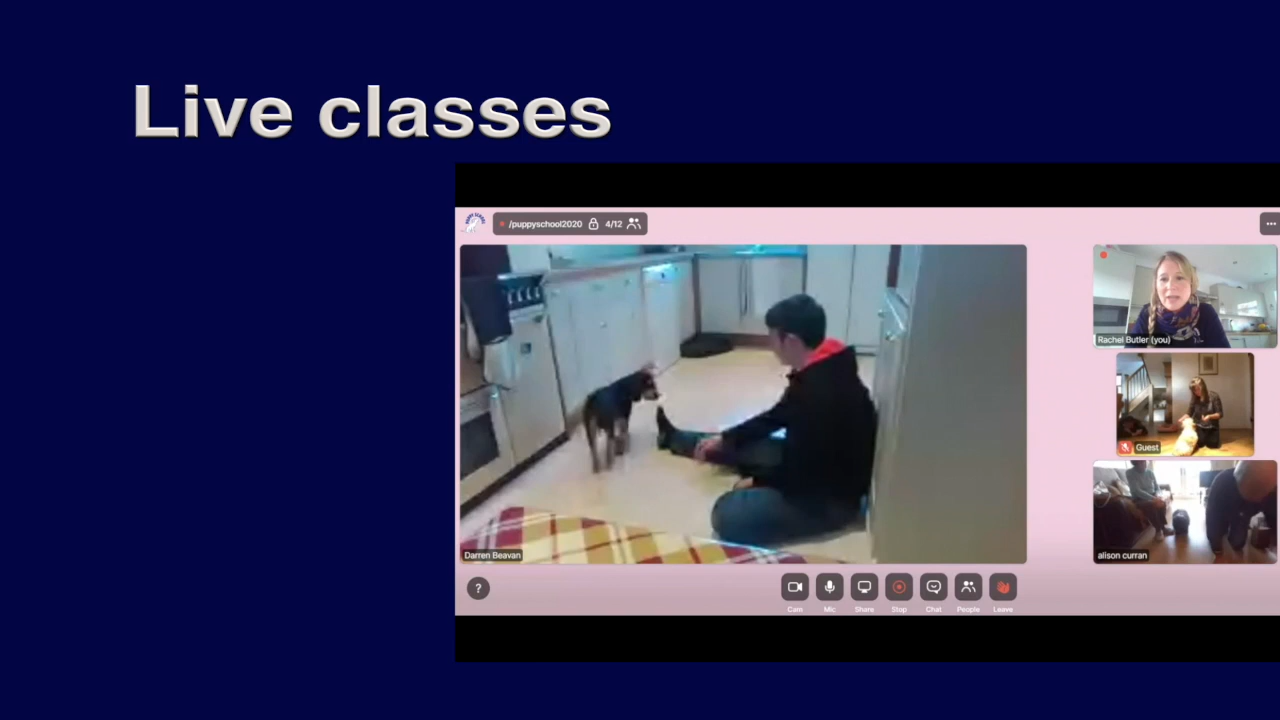 Live classes
/puppyschool2020 4/12
Rachel Butler (you)
Guest
Darren Beavan
alison curran
?
Cam Mic Share Stop Chat People Leave